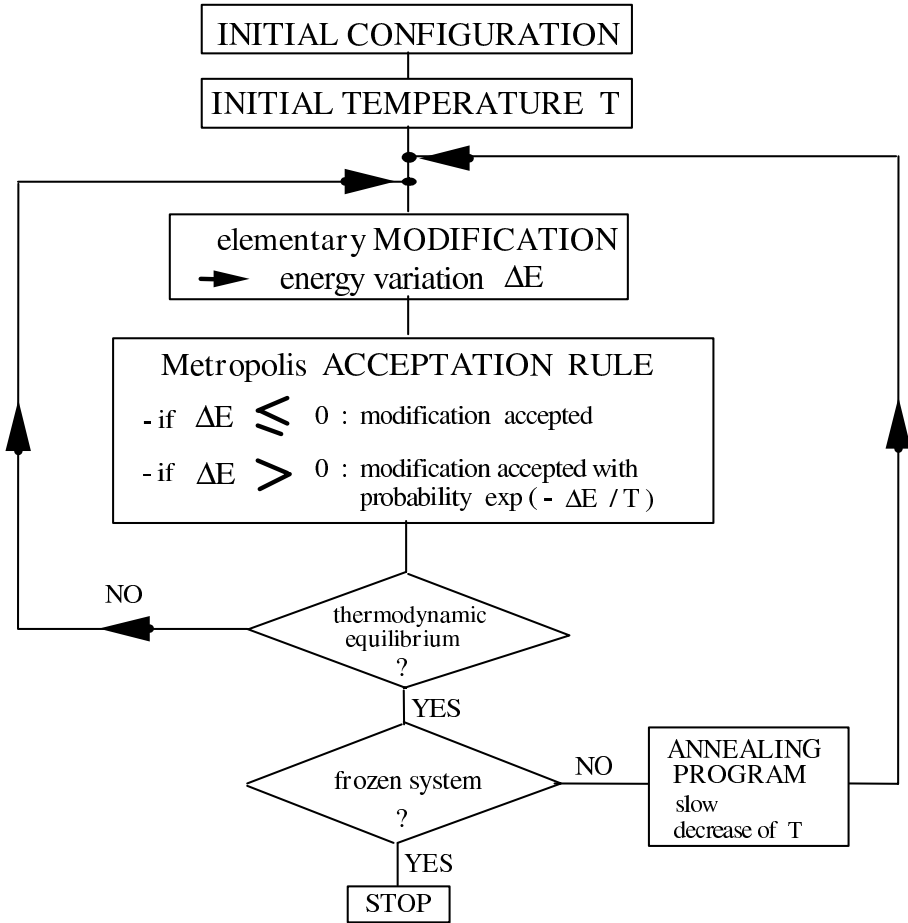 INITIAL CONFIGURATION
INITIAL TEMPERATURE T
elementary MODIFICATION
energy variation ΔE
Metropolis ACCEPTATION RULE
- if ΔE ≤ 0 : modification accepted
- if ΔE > 0 : modification accepted with
probability exp ( - ΔE / T )
NO
thermodynamic
equilibrium
?
YES
frozen system
?
NO
ANNEALING
PROGRAM
slow
decrease of T
YES
STOP